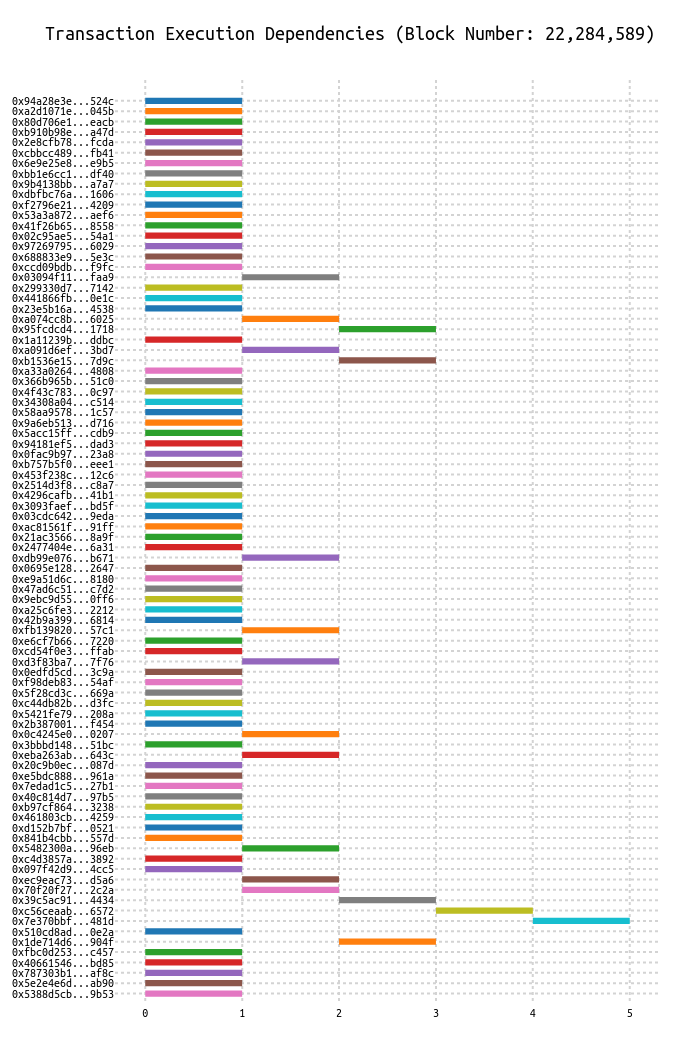 Transaction Execution Dependencies (Block Number: 22,284,589)
0x94a28e3e...524c
0xa2d1071e...045b
0x80d706e1...eacb
0xb910b98e...a47d
0x2e8cfb78...fcda
0xcbbcc489...fb41
0x6e9e25e8...e9b5
0xbb1e6cc1...df40
0x9b4138bb...a7a7
0xdbfbc76a...1606
0xf2796e21...4209
0x53a3a872...aef6
0x41f26b65...8558
0x02c95ae5...54a1
0x97269795...6029
0x688833e9...5e3c
0xccd09bdb...f9fc
0x03094f11...faa9
0x299330d7...7142
0x441866fb...0e1c
0x23e5b16a...4538
0xa074cc8b...6025
0x95fcdcd4...1718
0x1a11239b...ddbc
0xa091d6ef...3bd7
0xb1536e15...7d9c
0xa33a0264...4808
0x366b965b...51c0
0x4f43c783...0c97
0x34308a04...c514
0x58aa9578...1c57
0x9a6eb513...d716
0x5acc15ff...cdb9
0x94181ef5...dad3
0x0fac9b97...23a8
0xb757b5f0...eee1
0x453f238c...12c6
0x2514d3f8...c8a7
0x4296cafb...41b1
0x3093faef...bd5f
0x03cdc642...9eda
0xac81561f...91ff
0x21ac3566...8a9f
0x2477404e...6a31
0xdb99e076...b671
0x0695e128...2647
0xe9a51d6c...8180
0x47ad6c51...c7d2
0x9ebc9d55...0ff6
0xa25c6fe3...2212
0x42b9a399...6814
0xfb139820...57c1
0xe6cf7b66...7220
0xcd54f0e3...ffab
0xd3f83ba7...7f76
0x0edfd5cd...3c9a
0xf98deb83...54af
0x5f28cd3c...669a
0xc44db82b...d3fc
0x5421fe79...208a
0x2b387001...f454
0x0c4245e0...0207
0x3bbbd148...51bc
0xeba263ab...643c
0x20c9b0ec...087d
0xe5bdc888...961a
0x7edad1c5...27b1
0x40c814d7...97b5
0xb97cf864...3238
0x461803cb...4259
0xd152b7bf...0521
0x841b4cbb...557d
0x5482300a...96eb
0xc4d3857a...3892
0x097f42d9...4cc5
0xec9eac73...d5a6
0x70f20f27...2c2a
0x39c5ac91...4434
0xc56ceaab...6572
0x7e370bbf...481d
0x510cd8ad...0e2a
0x1de714d6...904f
0xfbc0d253...c457
0x40661546...bd85
0x787303b1...af8c
0x5e2e4e6d...ab90
0x5388d5cb...9b53
0 1 2 3 4 5